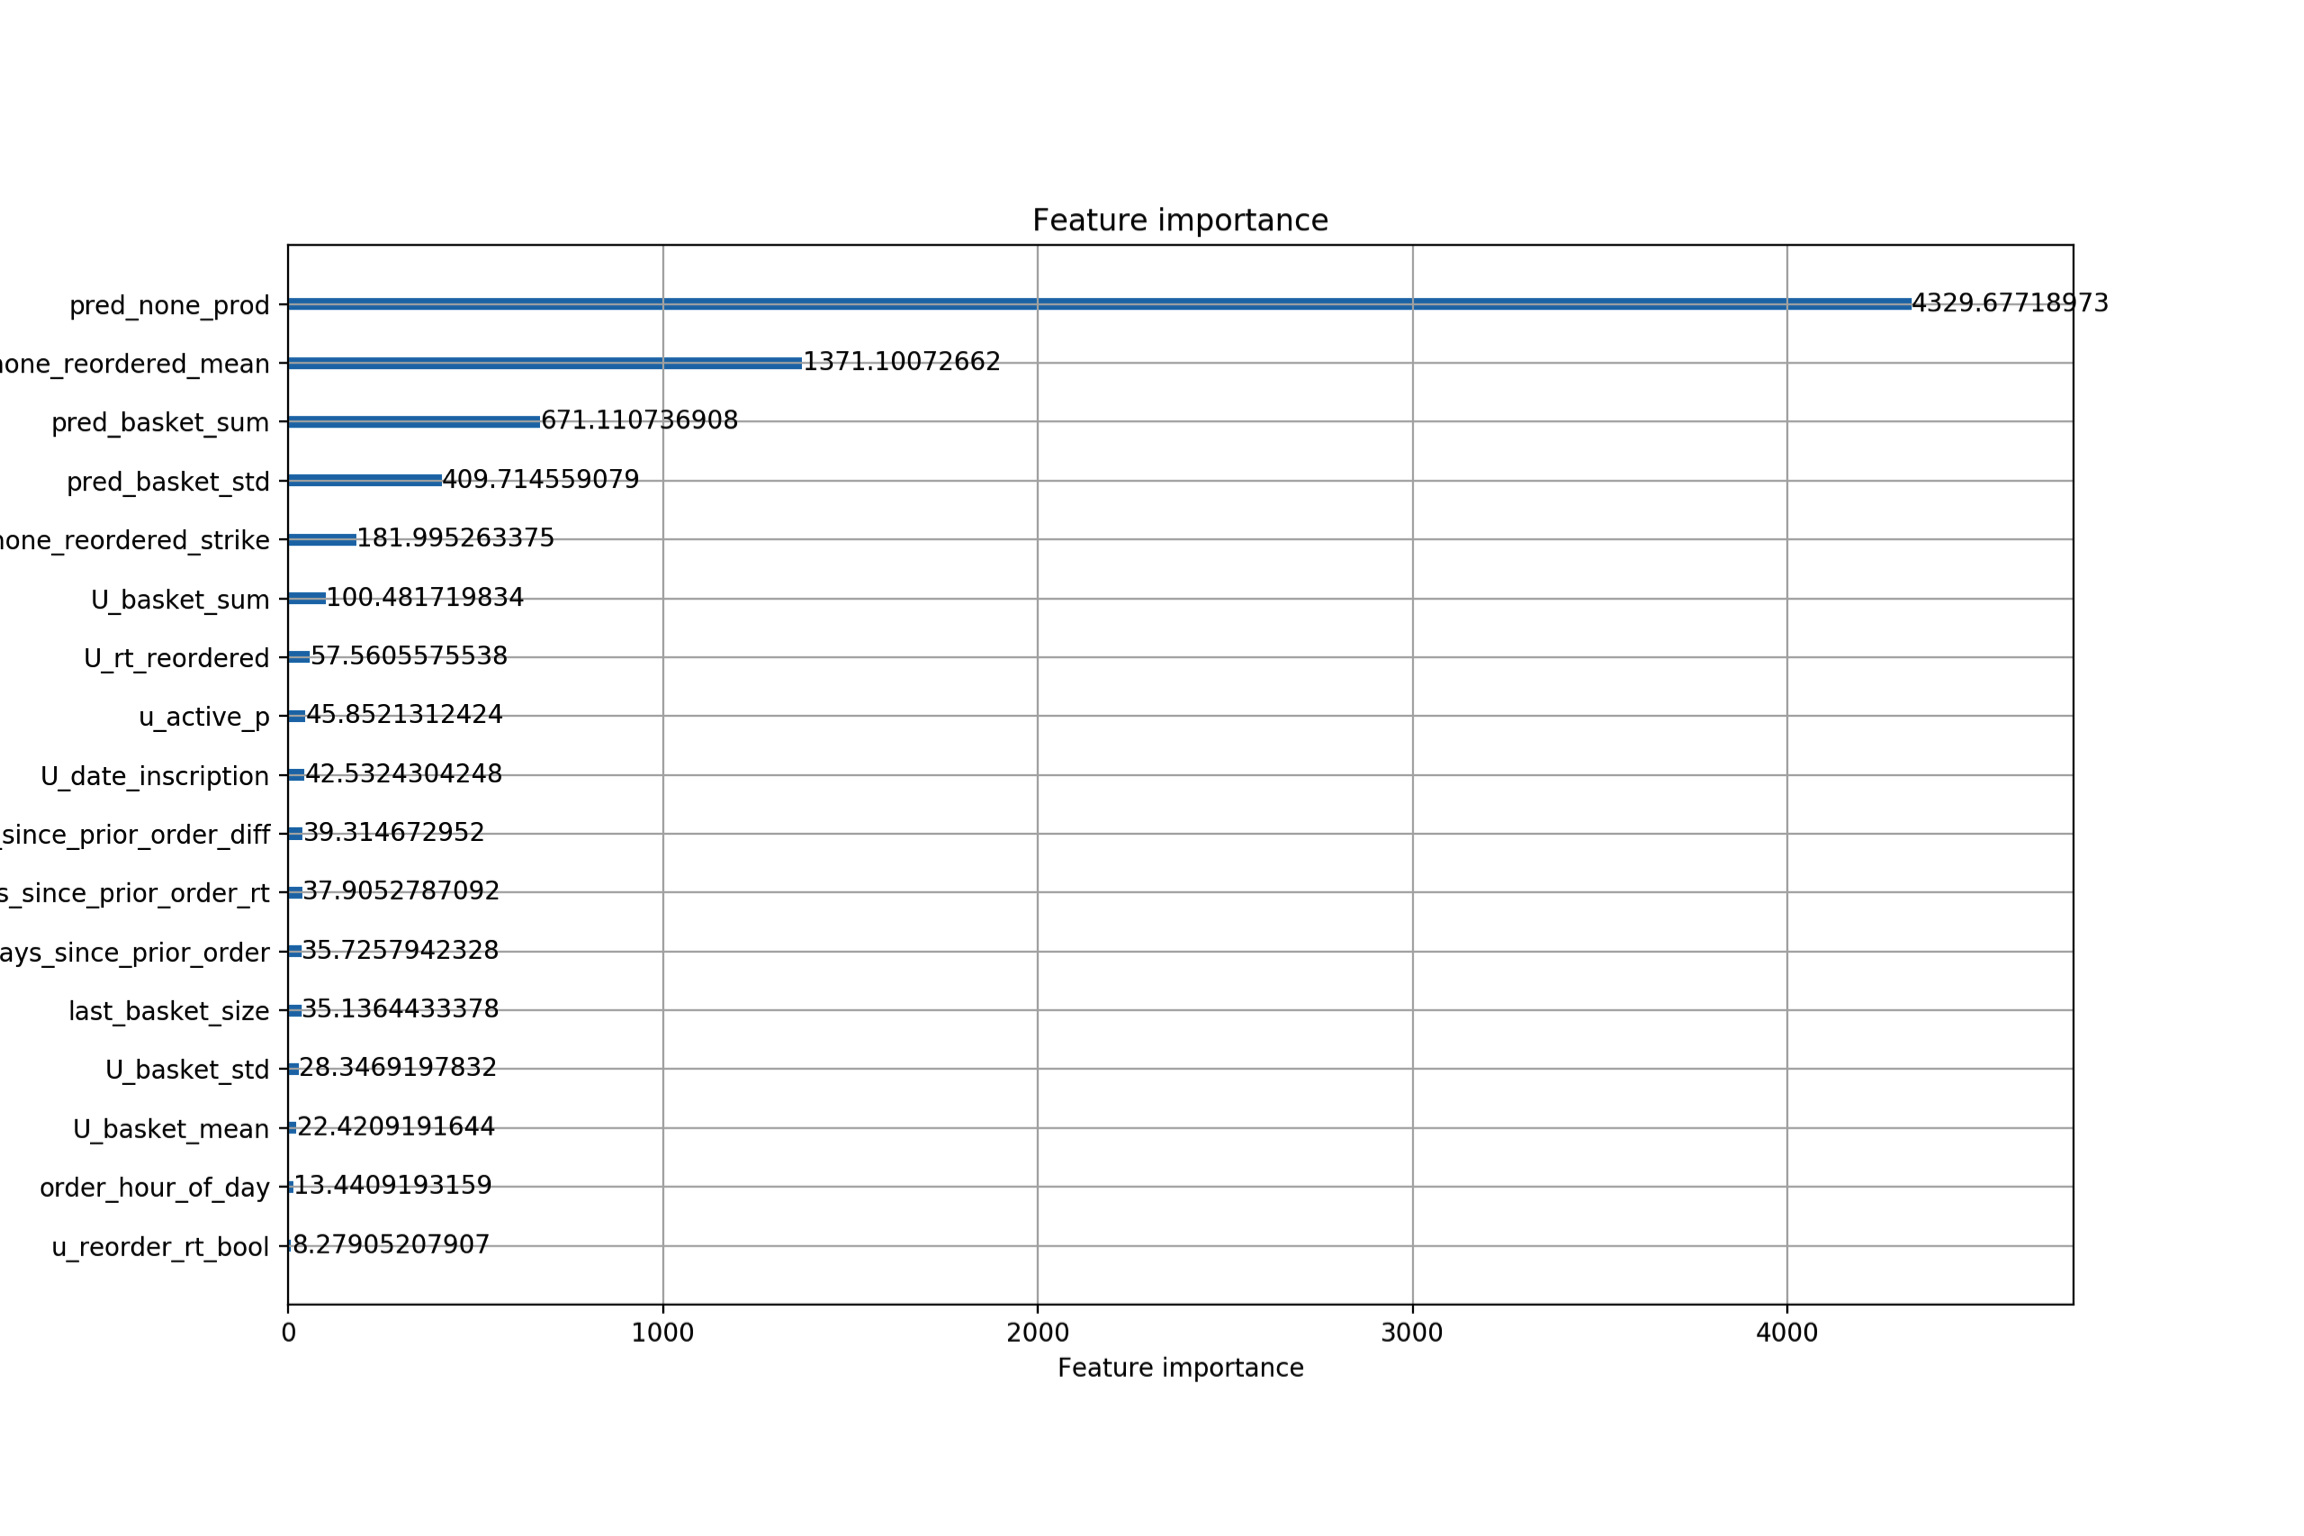 Feature importance
pred_none_prod 4329.67718973
none_reordered_mean 1371.10072662
pred_basket_sum 671.110736908
pred_basket_std 409.714559079
none_reordered_strike 181.995263375
U_basket_sum 100.481719834
U_rt_reordered 57.5605575538
u_active_p 45.8521312424
U_date_inscription 42.5324304248
_since_prior_order_diff 39.314672952
s_since_prior_order_rt 37.9052787092
ays_since_prior_order 35.7257942328
last_basket_size 35.1364433378
U_basket_std 28.3469197832
U_basket_mean 22.4209191644
order_hour_of_day 13.4409193159
u_reorder_rt_bool 8.27905207907
0 1000 2000 3000 4000
Feature importance